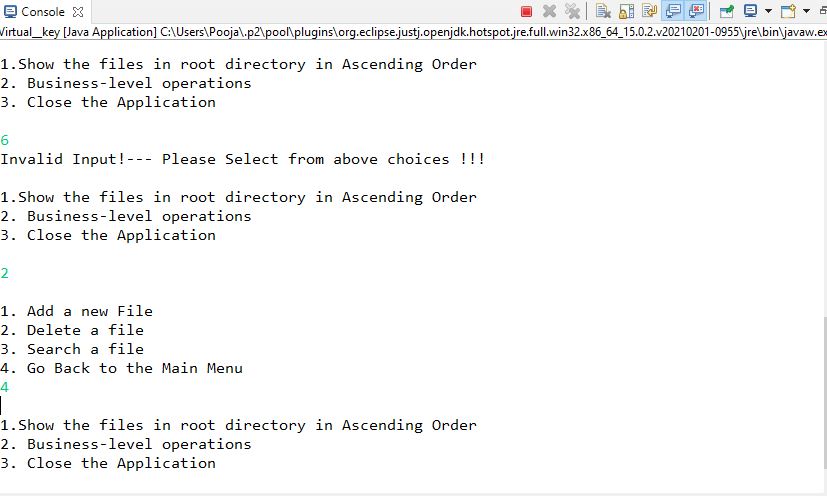 Console
Virtual__key [Java Application] C:\Users\Pooja\.p2\pool\plugins\org.eclipse.justj.openjdk.hotspot.jre.full.win32.x86_64_15.0.2.v20210201-0955\jre\bin\javaw.ex
1.Show the files in root directory in Ascending Order
2. Business-level operations
3. Close the Application
6
Invalid Input!--- Please Select from above choices !!!
1.Show the files in root directory in Ascending Order
2. Business-level operations
3. Close the Application
2
1. Add a new File
2. Delete a file
3. Search a file
4. Go Back to the Main Menu
4
1.Show the files in root directory in Ascending Order
2. Business-level operations
3. Close the Application